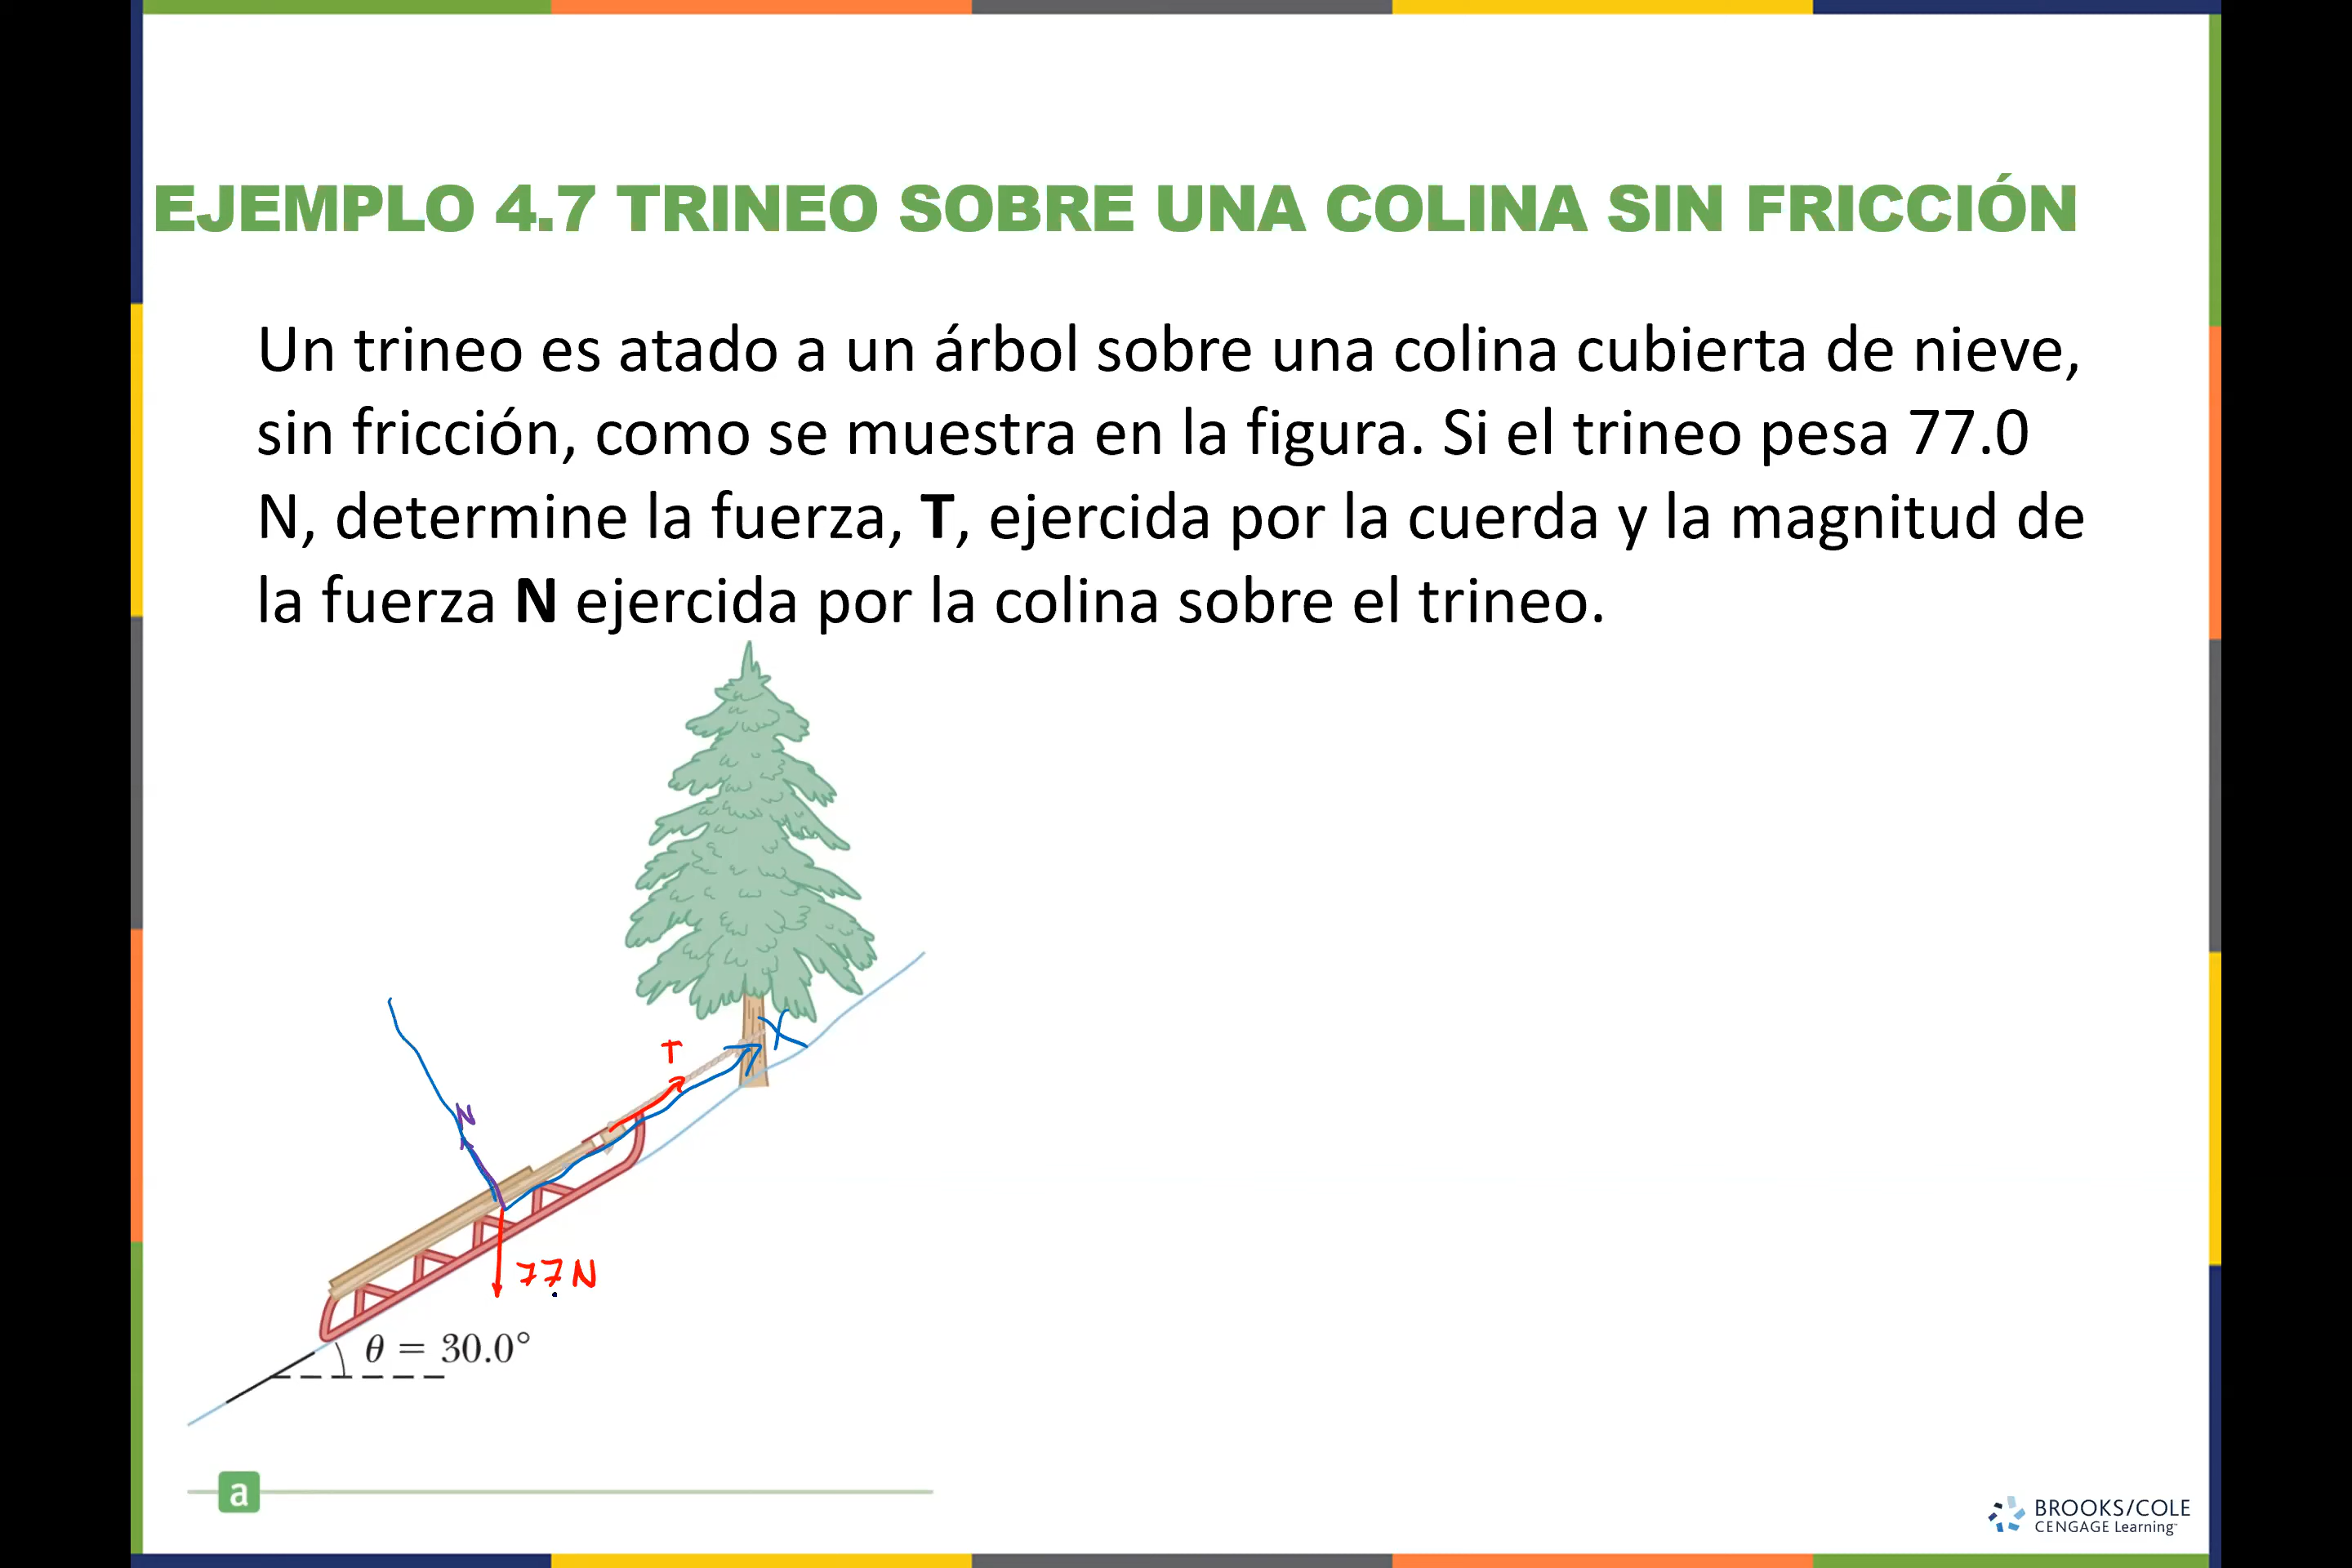 EJEMPLO 4.7 TRINEO SOBRE UNA COLINA SIN FRICCIÓN
Un trineo es atado a un árbol sobre una colina cubierta de nieve,
sin fricción, como se muestra en la figura. Si el trineo pesa 77.0
N, determine la fuerza, T, ejercida por la cuerda y la magnitud de
la fuerza N ejercida por la colina sobre el trineo.
X
T
N
77N
θ = 30.0°
a
BROOKS/COLE
CENGAGE Learning™